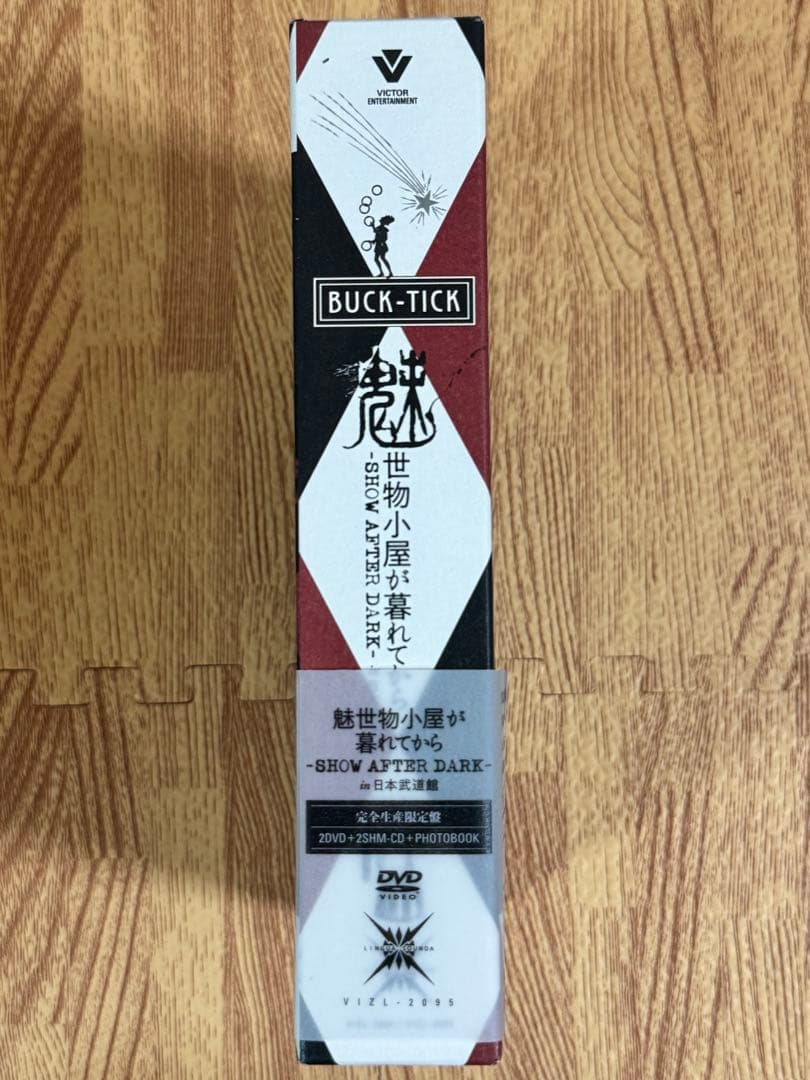 VICTOR
ENTERTAINMENT
BUCK-TICK
魅
世物小屋が暮れて
-SHOW AFTER DARK-
魅世物小屋が
暮れてから
-SHOW AFTER DARK-
in 日本武道館
完全生産限定盤
2DVD+2SHM-CD+PHOTOBOOK
DVD
VIDEO
LINGUA SOUNDA
VIZL-2095